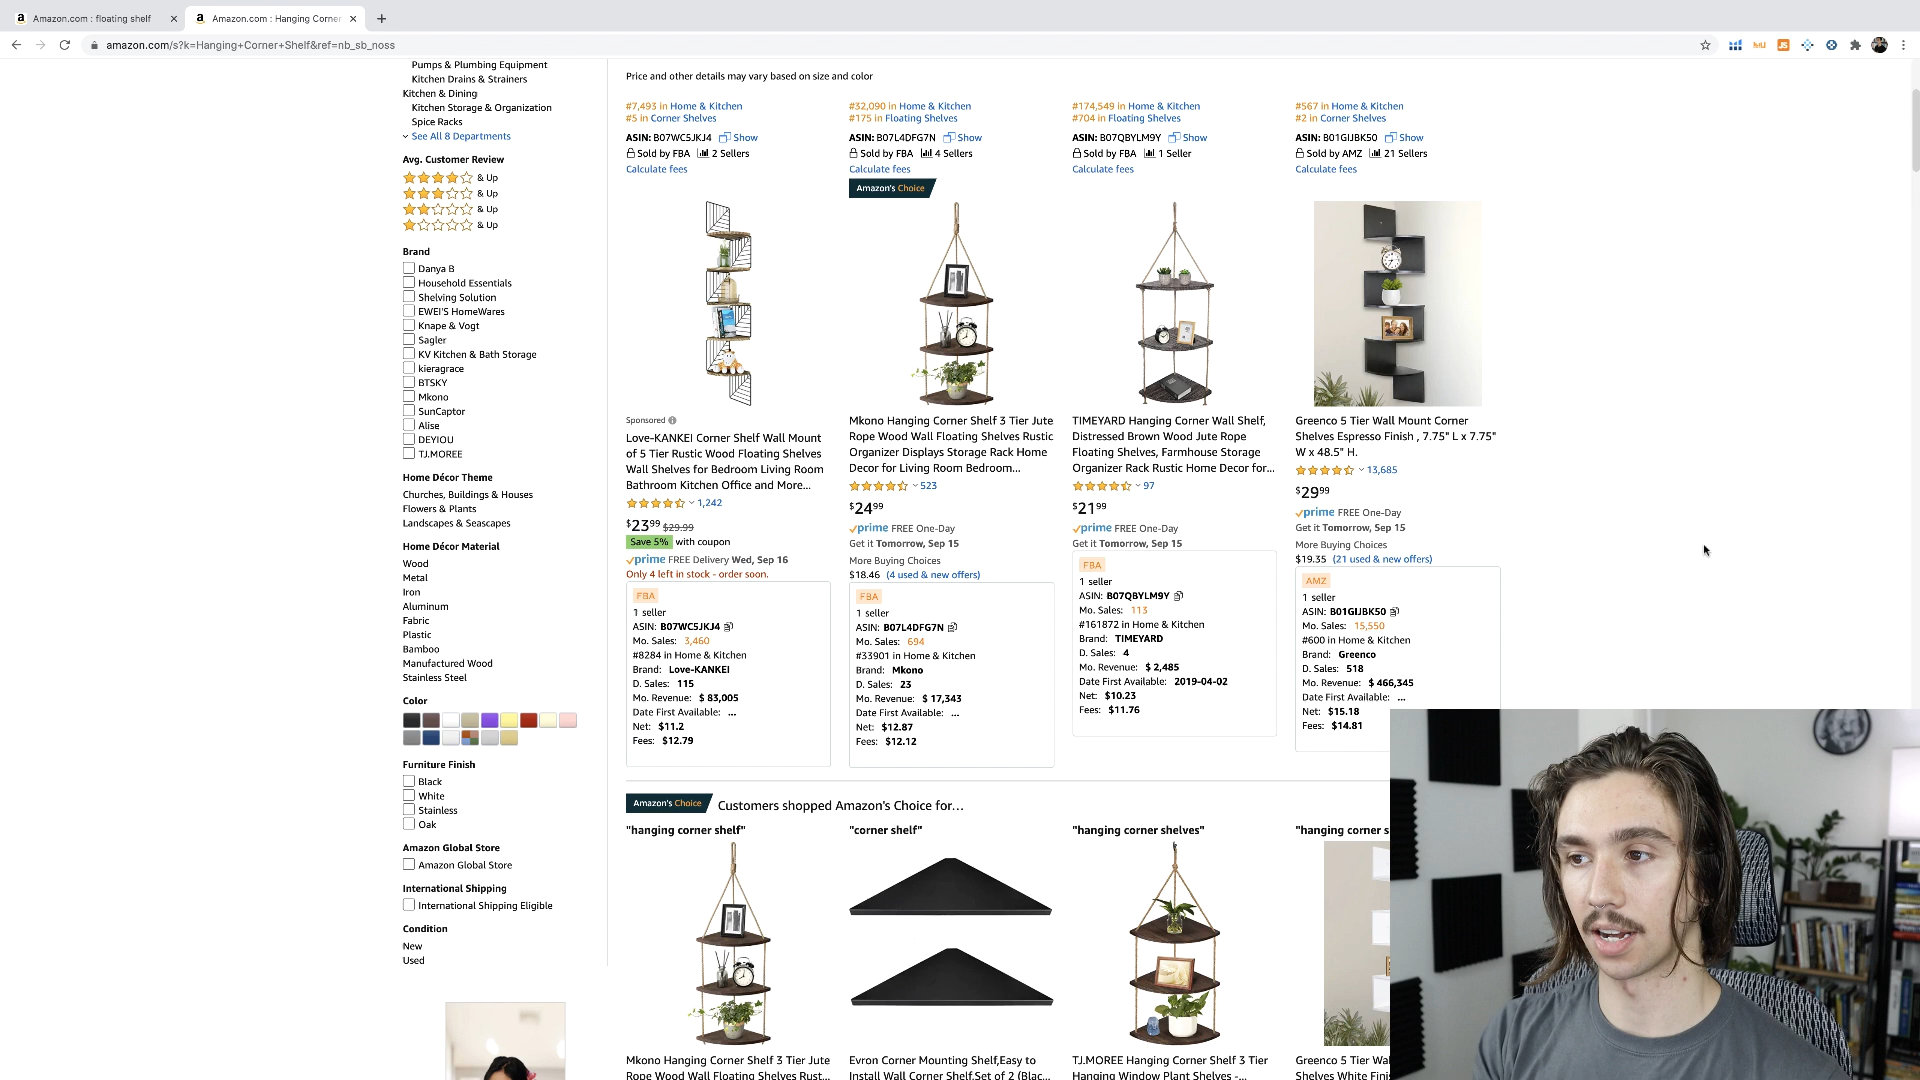 Amazon.com : floating shelf
Amazon.com : Hanging Corner
amazon.com/s?k=Hanging+Corner+Shelf&ref=nb_sb_noss
Pumps & Plumbing Equipment
Kitchen Drains & Strainers
Kitchen & Dining
Kitchen Storage & Organization
Spice Racks
See All 8 Departments
Avg. Customer Review
& Up
& Up
& Up
& Up
Brand
Danya B
Household Essentials
Shelving Solution
EWEI'S HomeWares
Knape & Vogt
Sagler
KV Kitchen & Bath Storage
kieragrace
BTSKY
Mkono
SunCaptor
Alise
DEYIOU
TJ.MOREE
Home Décor Theme
Churches, Buildings & Houses
Flowers & Plants
Landscapes & Seascapes
Home Décor Material
Wood
Metal
Iron
Aluminum
Fabric
Plastic
Bamboo
Manufactured Wood
Stainless Steel
Color
Furniture Finish
Black
White
Stainless
Oak
Amazon Global Store
Amazon Global Store
International Shipping
International Shipping Eligible
Condition
New
Used
Price and other details may vary based on size and color
#7,493 in Home & Kitchen
#5 in Corner Shelves
ASIN: B07WC5JKJ4 Show
Sold by FBA 2 Sellers
Calculate fees
Sponsored
Love-KANKEI Corner Shelf Wall Mount
of 5 Tier Rustic Wood Floating Shelves
Wall Shelves for Bedroom Living Room
Bathroom Kitchen Office and More...
1,242
$23.99 $29.99
Save 5% with coupon
prime FREE Delivery Wed, Sep 16
Only 4 left in stock - order soon.
FBA
1 seller
ASIN: B07WC5JKJ4
Mo. Sales: 3,460
#8284 in Home & Kitchen
Brand: Love-KANKEI
D. Sales: 115
Mo. Revenue: $ 83,005
Date First Available: ...
Net: $11.2
Fees: $12.79
#32,090 in Home & Kitchen
#175 in Floating Shelves
ASIN: B07L4DFG7N Show
Sold by FBA 4 Sellers
Calculate fees
Amazon's Choice
Mkono Hanging Corner Shelf 3 Tier Jute
Rope Wood Wall Floating Shelves Rustic
Organizer Displays Storage Rack Home
Decor for Living Room Bedroom...
523
$24.99
prime FREE One-Day
Get it Tomorrow, Sep 15
More Buying Choices
$18.46 (4 used & new offers)
FBA
1 seller
ASIN: B07L4DFG7N
Mo. Sales: 694
#33901 in Home & Kitchen
Brand: Mkono
D. Sales: 23
Mo. Revenue: $ 17,343
Date First Available: ...
Net: $12.87
Fees: $12.12
#174,549 in Home & Kitchen
#704 in Floating Shelves
ASIN: B07QBYLM9Y Show
Sold by FBA 1 Seller
Calculate fees
TIMEYARD Hanging Corner Wall Shelf,
Distressed Brown Wood Jute Rope
Floating Shelves, Farmhouse Storage
Organizer Rack Rustic Home Decor for...
97
$21.99
prime FREE One-Day
Get it Tomorrow, Sep 15
FBA
1 seller
ASIN: B07QBYLM9Y
Mo. Sales: 113
#161872 in Home & Kitchen
Brand: TIMEYARD
D. Sales: 4
Mo. Revenue: $ 2,485
Date First Available: 2019-04-02
Net: $10.23
Fees: $11.76
#567 in Home & Kitchen
#2 in Corner Shelves
ASIN: B01GIJBK50 Show
Sold by AMZ 21 Sellers
Calculate fees
Greenco 5 Tier Wall Mount Corner
Shelves Espresso Finish , 7.75" L x 7.75"
W x 48.5" H.
13,685
$29.99
prime FREE One-Day
Get it Tomorrow, Sep 15
More Buying Choices
$19.35 (21 used & new offers)
AMZ
1 seller
ASIN: B01GIJBK50
Mo. Sales: 15,550
#600 in Home & Kitchen
Brand: Greenco
D. Sales: 518
Mo. Revenue: $ 466,345
Date First Available: ...
Net: $15.18
Fees: $14.81
Amazon's Choice Customers shopped Amazon's Choice for...
"hanging corner shelf"
"corner shelf"
"hanging corner shelves"
"hanging corner s
Mkono Hanging Corner Shelf 3 Tier Jute
Rope Wood Wall Floating Shelves Rust...
Evron Corner Mounting Shelf,Easy to
Install Wall Corner Shelf,Set of 2 (Blac...
TJ.MOREE Hanging Corner Shelf 3 Tier
Hanging Window Plant Shelves -...
Greenco 5 Tier Wal
Shelves White Fini